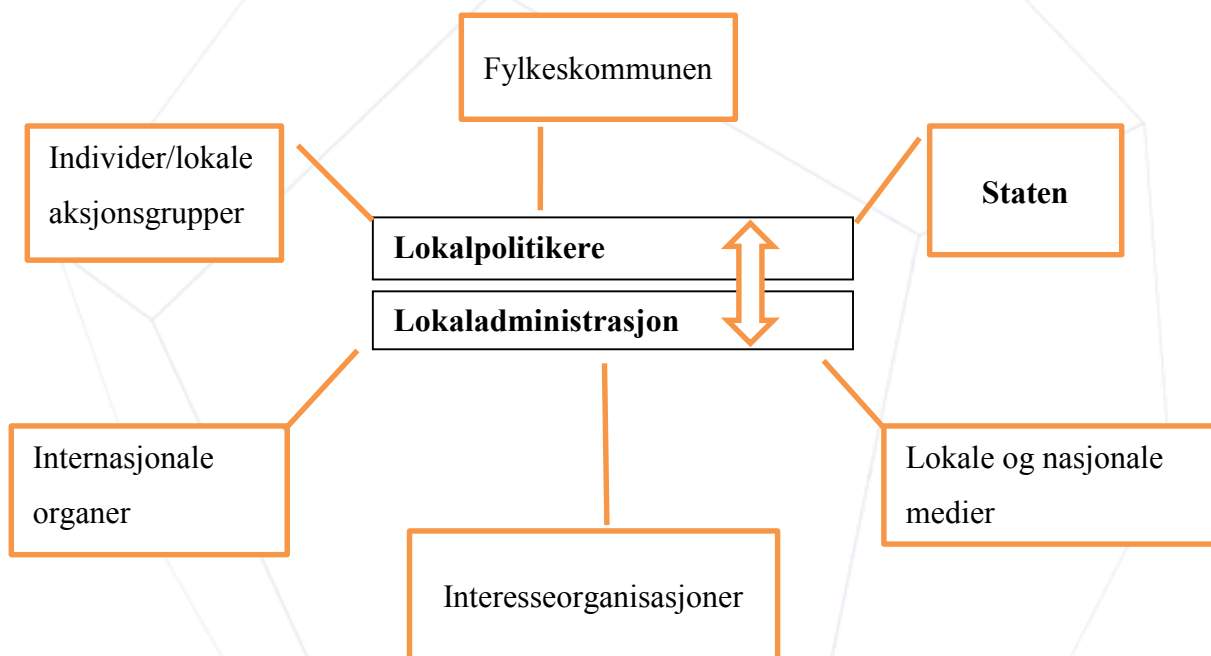 Fylkeskommunen
Individer/lokale
aksjonsgrupper
Staten
Lokalpolitikere
Lokaladministrasjon
Internasjonale
organer
Lokale og nasjonale
medier
Interesseorganisasjoner